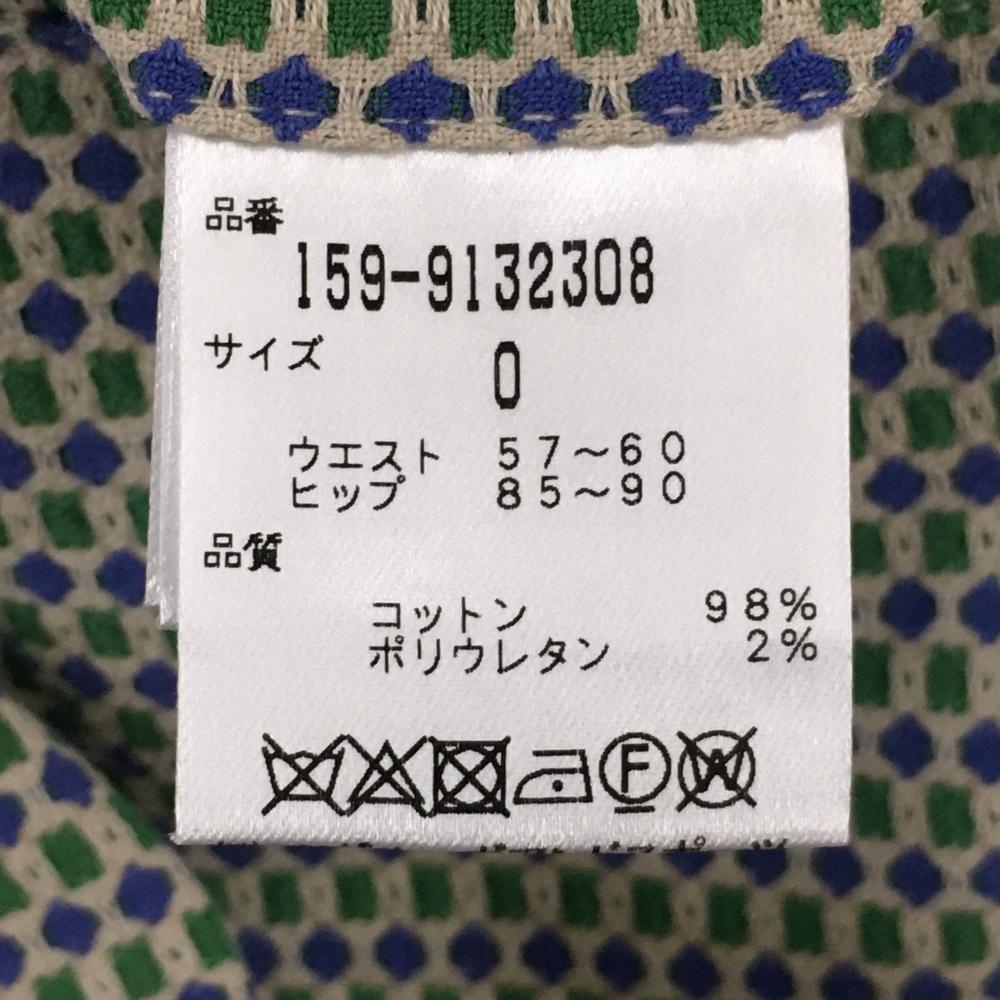 品番
159-9132308
サイズ
0
ウエスト 57~60
ヒップ 85~90
品質
コットン 98%
ポリウレタン 2%
F W